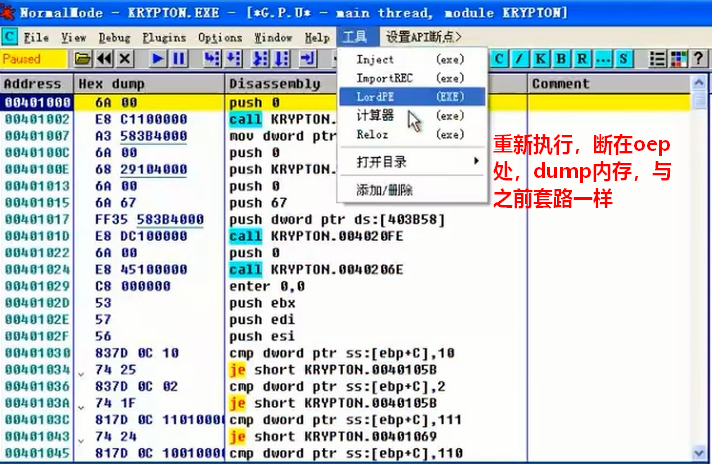 NormalMode - KRYPTON.EXE - [*G.P.U* - main thread, module KRYPTON]
C File View Debug Plugins Options Window Help 工具 设置API断点>
Paused C / K B R ... S ?
Inject (exe)
ImportREC (exe)
LordPE (EXE)
计算器 (exe)
Reloz (exe)
打开目录
添加/删除
重新执行，断在oep
处，dump内存，与
之前套路一样
Address Hex dump Disassembly Comment
00401000 6A 00 push 0
00401002 E8 C1100000 call KRYPTON.
00401007 A3 583B4000 mov dword ptr
0040100C 6A 00 push 0
0040100E 68 29104000 push KRYPTON.
00401013 6A 00 push 0
00401015 6A 67 push 67
00401017 FF35 583B4000 push dword ptr ds:[403B58]
0040101D E8 DC100000 call KRYPTON.004020FE
00401022 6A 00 push 0
00401024 E8 45100000 call KRYPTON.0040206E
00401029 C8 000000 enter 0,0
0040102D 53 push ebx
0040102E 57 push edi
0040102F 56 push esi
00401030 837D 0C 10 cmp dword ptr ss:[ebp+C],10
00401034 74 25 je short KRYPTON.0040105B
00401036 837D 0C 02 cmp dword ptr ss:[ebp+C],2
0040103A 74 1F je short KRYPTON.0040105B
0040103C 817D 0C 11010000 cmp dword ptr ss:[ebp+C],111
00401043 74 24 je short KRYPTON.00401069
00401045 817D 0C 10010000 cmp dword ptr ss:[ebp+C],110